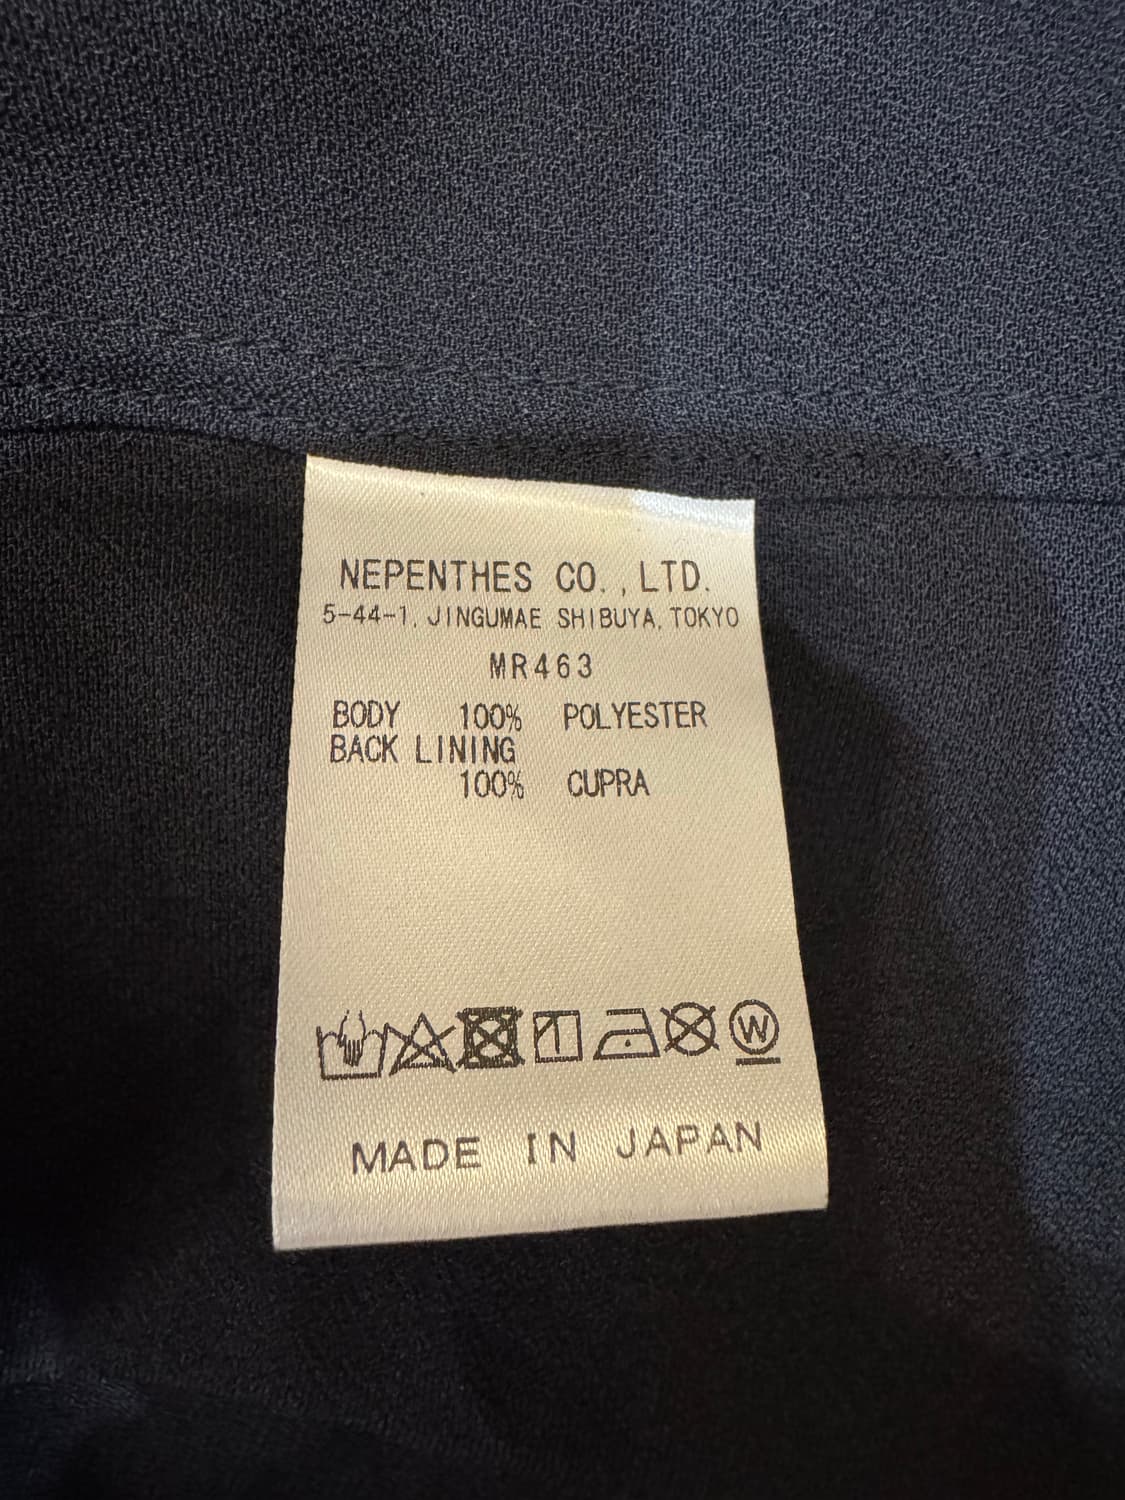 NEPENTHES CO.,LTD.
5-44-1, JINGUMAE SHIBUYA, TOKYO
MR463
BODY 100% POLYESTER
BACK LINING
100% CUPRA
W
MADE IN JAPAN